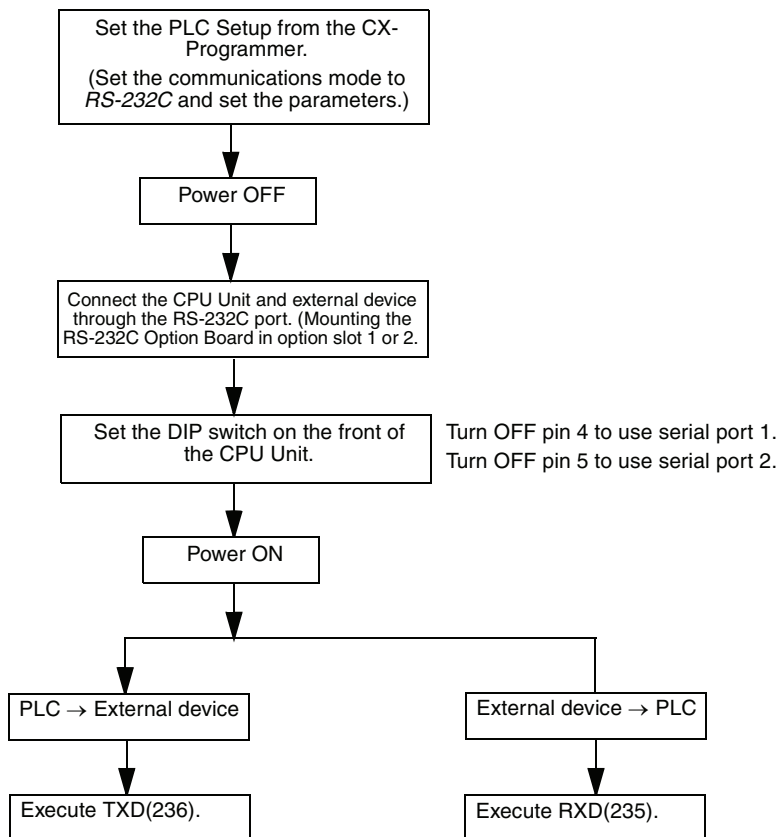 Set the PLC Setup from the CX-
Programmer.
(Set the communications mode to
RS-232C and set the parameters.)
Power OFF
Connect the CPU Unit and external device
through the RS-232C port. (Mounting the
RS-232C Option Board in option slot 1 or 2.
Set the DIP switch on the front of
the CPU Unit.
Turn OFF pin 4 to use serial port 1.
Turn OFF pin 5 to use serial port 2.
Power ON
PLC → External device
External device → PLC
Execute TXD(236).
Execute RXD(235).